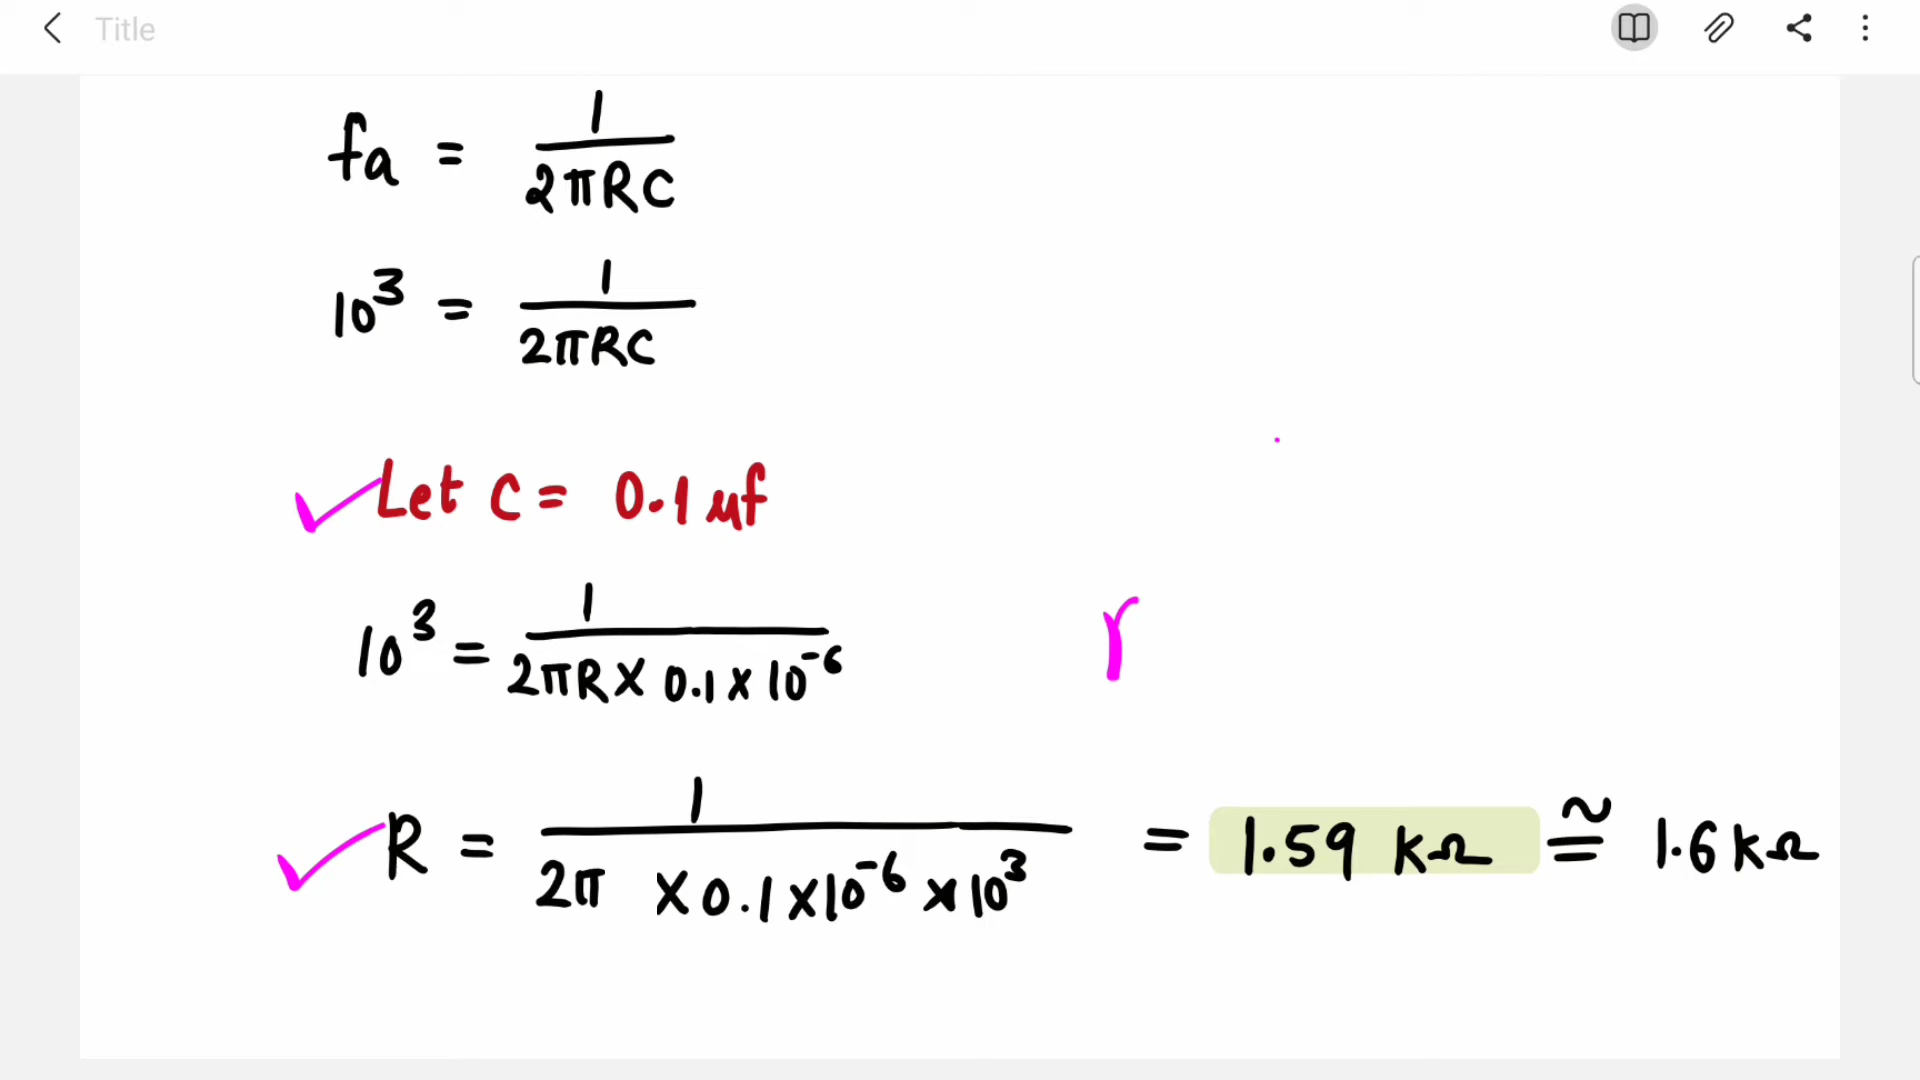 Title
fa = 1/2πRC
10³ = 1/2πRC
Let C = 0.1 μf
10³ = 1/2πR × 0.1 × 10⁻⁶
r
R = 1/2π × 0.1 × 10⁻⁶ × 10³ = 1.59 kΩ ≅ 1.6 kΩ